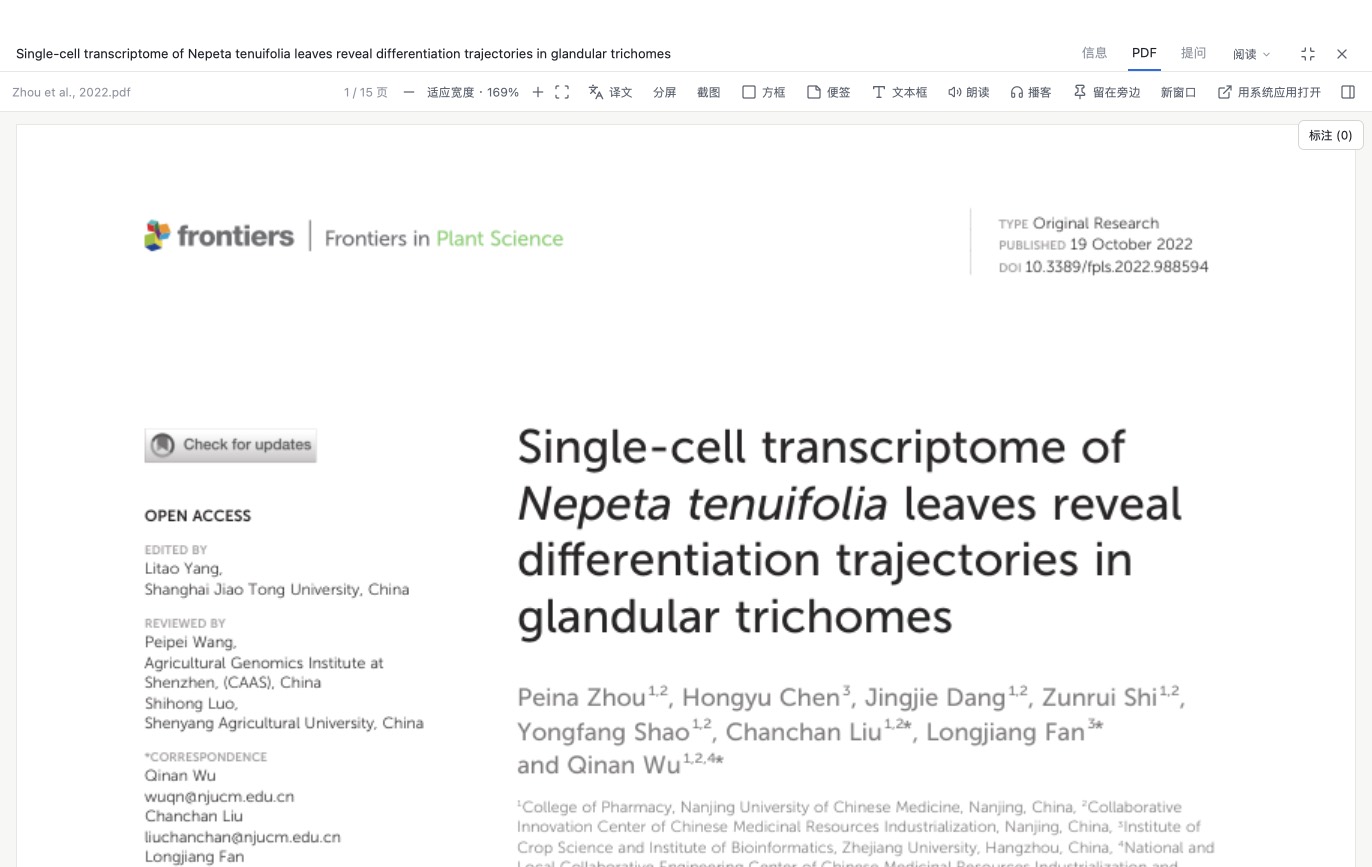 Single-cell transcriptome of Nepeta tenuifolia leaves reveal differentiation trajectories in glandular trichomes
信息 PDF 提问 阅读
Zhou et al., 2022.pdf
1 / 15 页
适应宽度 · 169%
译文 分屏 截图 方框 便签 文本框 朗读 播客 留在旁边 新窗口 用系统应用打开
标注 (0)
frontiers | Frontiers in Plant Science
TYPE Original Research
PUBLISHED 19 October 2022
DOI 10.3389/fpls.2022.988594
Check for updates
OPEN ACCESS
EDITED BY
Litao Yang,
Shanghai Jiao Tong University, China
REVIEWED BY
Peipei Wang,
Agricultural Genomics Institute at
Shenzhen, (CAAS), China
Shihong Luo,
Shenyang Agricultural University, China
*CORRESPONDENCE
Qinan Wu
wuqn@njucm.edu.cn
Chanchan Liu
liuchanchan@njucm.edu.cn
Longjiang Fan
Single-cell transcriptome of
Nepeta tenuifolia leaves reveal
differentiation trajectories in
glandular trichomes
Peina Zhou1,2, Hongyu Chen3, Jingjie Dang1,2, Zunrui Shi1,2,
Yongfang Shao1,2, Chanchan Liu1,2*, Longjiang Fan3*
and Qinan Wu1,2,4*
1College of Pharmacy, Nanjing University of Chinese Medicine, Nanjing, China, 2Collaborative
Innovation Center of Chinese Medicinal Resources Industrialization, Nanjing, China, 3Institute of
Crop Science and Institute of Bioinformatics, Zhejiang University, Hangzhou, China, 4National and
Local Collaborative Engineering Center of Chinese Medicinal Resources Industrialization and